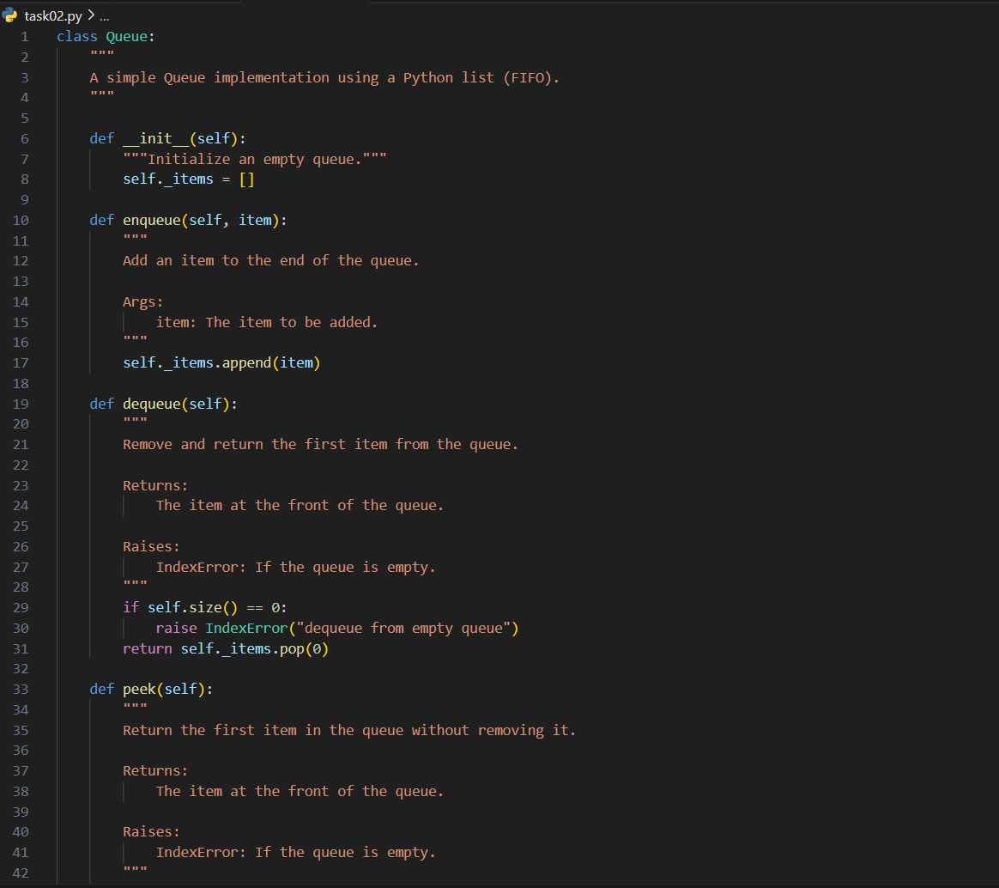 task02.py > ...
1 class Queue:
2     """
3     A simple Queue implementation using a Python list (FIFO).
4     """
5
6     def __init__(self):
7         """Initialize an empty queue."""
8         self._items = []
9
10     def enqueue(self, item):
11         """
12         Add an item to the end of the queue.
13
14         Args:
15             item: The item to be added.
16         """
17         self._items.append(item)
18
19     def dequeue(self):
20         """
21         Remove and return the first item from the queue.
22
23         Returns:
24             The item at the front of the queue.
25
26         Raises:
27             IndexError: If the queue is empty.
28         """
29         if self.size() == 0:
30             raise IndexError("dequeue from empty queue")
31         return self._items.pop(0)
32
33     def peek(self):
34         """
35         Return the first item in the queue without removing it.
36
37         Returns:
38             The item at the front of the queue.
39
40         Raises:
41             IndexError: If the queue is empty.
42         """